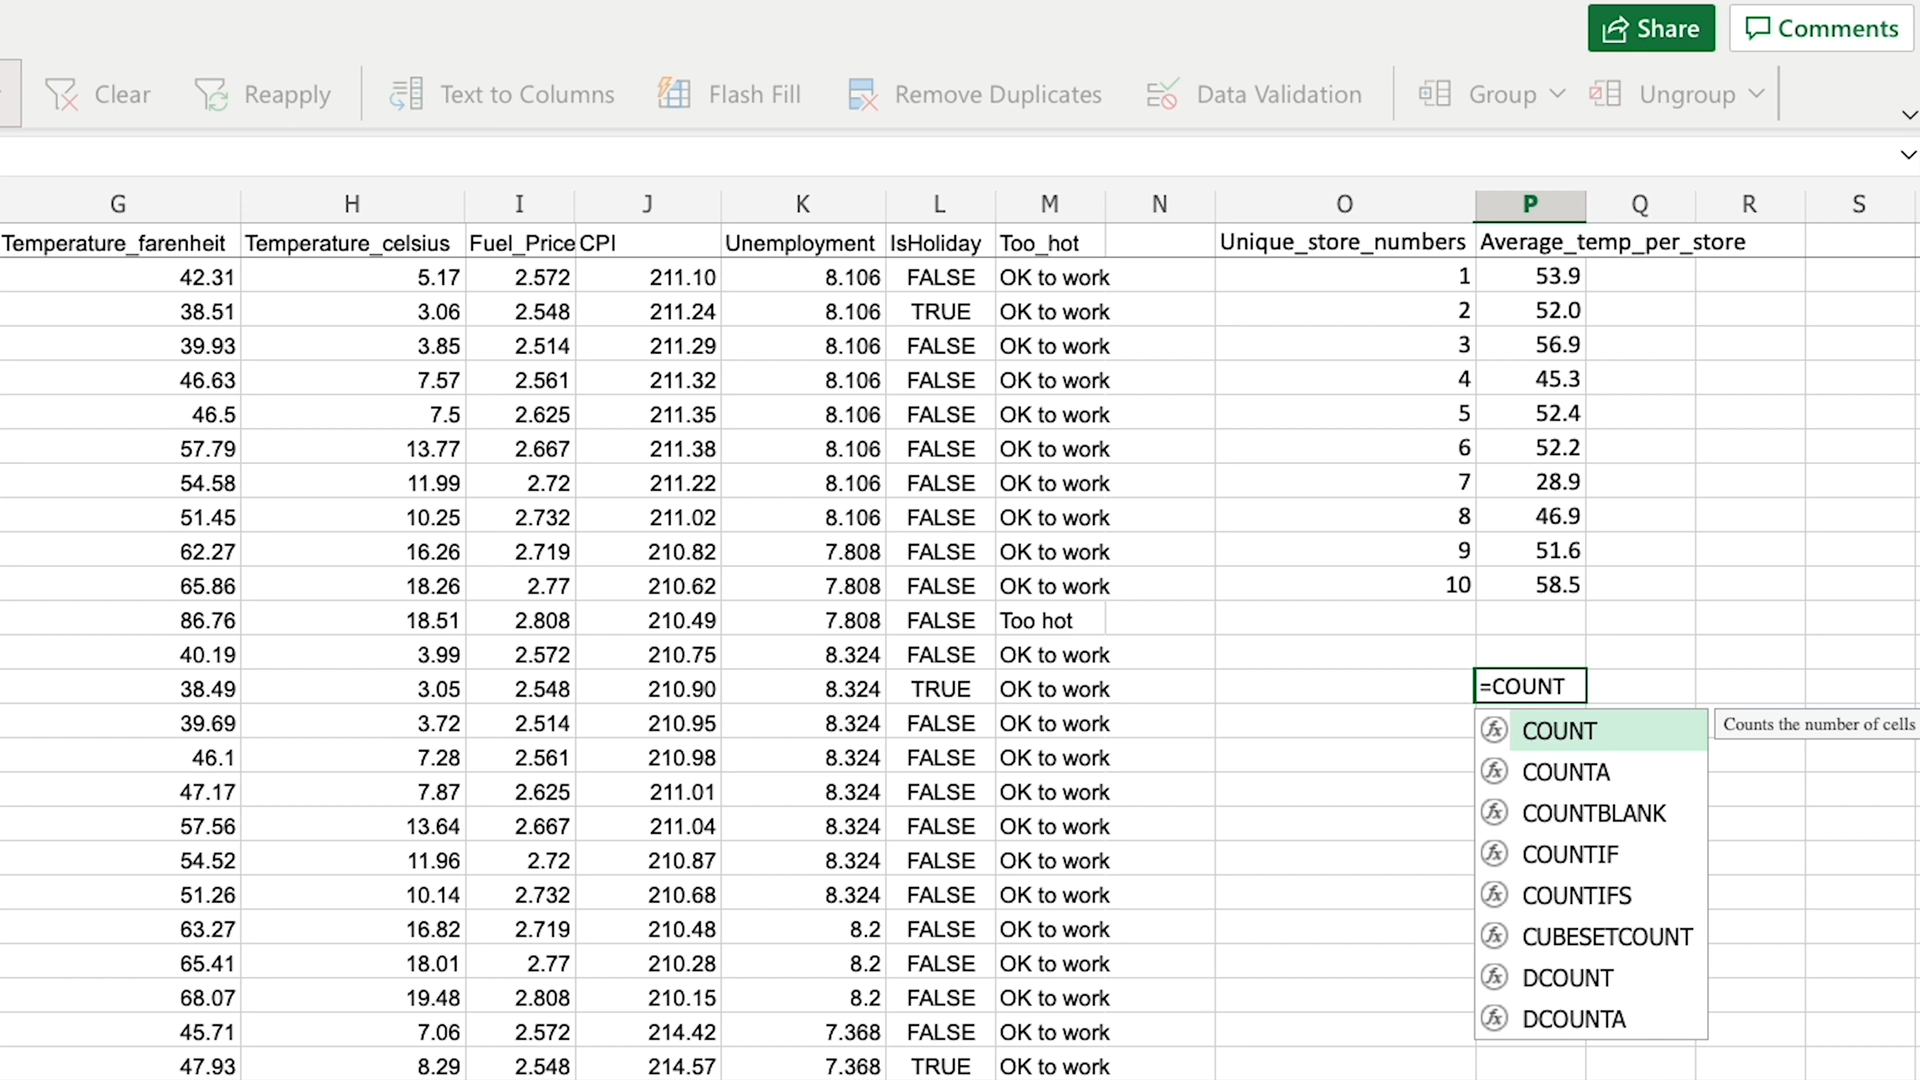 Share Comments
Clear Reapply Text to Columns Flash Fill Remove Duplicates Data Validation Group Ungroup
G H I J K L M N O P Q R S
Temperature_farenheit Temperature_celsius Fuel_Price CPI Unemployment IsHoliday Too_hot Unique_store_numbers Average_temp_per_store
42.31 5.17 2.572 211.10 8.106 FALSE OK to work 1 53.9
38.51 3.06 2.548 211.24 8.106 TRUE OK to work 2 52.0
39.93 3.85 2.514 211.29 8.106 FALSE OK to work 3 56.9
46.63 7.57 2.561 211.32 8.106 FALSE OK to work 4 45.3
46.5 7.5 2.625 211.35 8.106 FALSE OK to work 5 52.4
57.79 13.77 2.667 211.38 8.106 FALSE OK to work 6 52.2
54.58 11.99 2.72 211.22 8.106 FALSE OK to work 7 28.9
51.45 10.25 2.732 211.02 8.106 FALSE OK to work 8 46.9
62.27 16.26 2.719 210.82 7.808 FALSE OK to work 9 51.6
65.86 18.26 2.77 210.62 7.808 FALSE OK to work 10 58.5
86.76 18.51 2.808 210.49 7.808 FALSE Too hot
40.19 3.99 2.572 210.75 8.324 FALSE OK to work
38.49 3.05 2.548 210.90 8.324 TRUE OK to work =COUNT
39.69 3.72 2.514 210.95 8.324 FALSE OK to work COUNT Counts the number of cells
46.1 7.28 2.561 210.98 8.324 FALSE OK to work COUNTA
47.17 7.87 2.625 211.01 8.324 FALSE OK to work COUNTBLANK
57.56 13.64 2.667 211.04 8.324 FALSE OK to work COUNTIF
54.52 11.96 2.72 210.87 8.324 FALSE OK to work
51.26 10.14 2.732 210.68 8.324 FALSE OK to work COUNTIFS
63.27 16.82 2.719 210.48 8.2 FALSE OK to work CUBESETCOUNT
65.41 18.01 2.77 210.28 8.2 FALSE OK to work DCOUNT
68.07 19.48 2.808 210.15 8.2 FALSE OK to work
45.71 7.06 2.572 214.42 7.368 FALSE OK to work DCOUNTA
47.93 8.29 2.548 214.57 7.368 TRUE OK to work